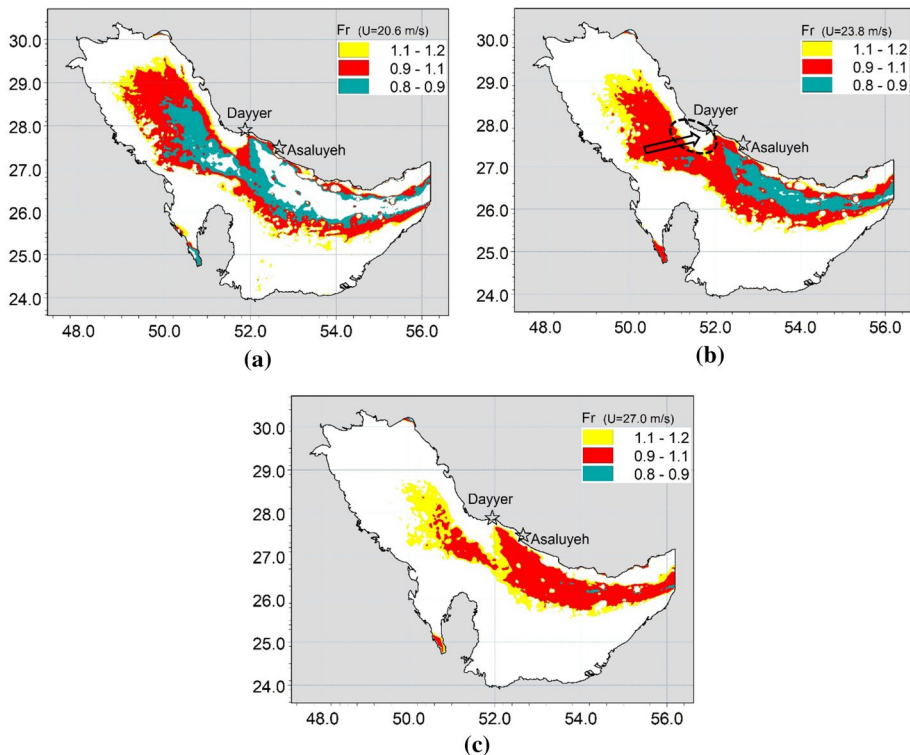 Fr (U=20.6 m/s)
1.1 - 1.2
0.9 - 1.1
0.8 - 0.9
30.0
29.0
28.0
27.0
26.0
25.0
24.0
Dayyer
Asaluyeh
48.0 50.0 52.0 54.0 56.0
(a)
Fr (U=23.8 m/s)
1.1 - 1.2
0.9 - 1.1
0.8 - 0.9
30.0
29.0
28.0
27.0
26.0
25.0
24.0
Dayyer
Asaluyeh
48.0 50.0 52.0 54.0 56.0
(b)
Fr (U=27.0 m/s)
1.1 - 1.2
0.9 - 1.1
0.8 - 0.9
30.0
29.0
28.0
27.0
26.0
25.0
24.0
Dayyer
Asaluyeh
48.0 50.0 52.0 54.0 56.0
(c)